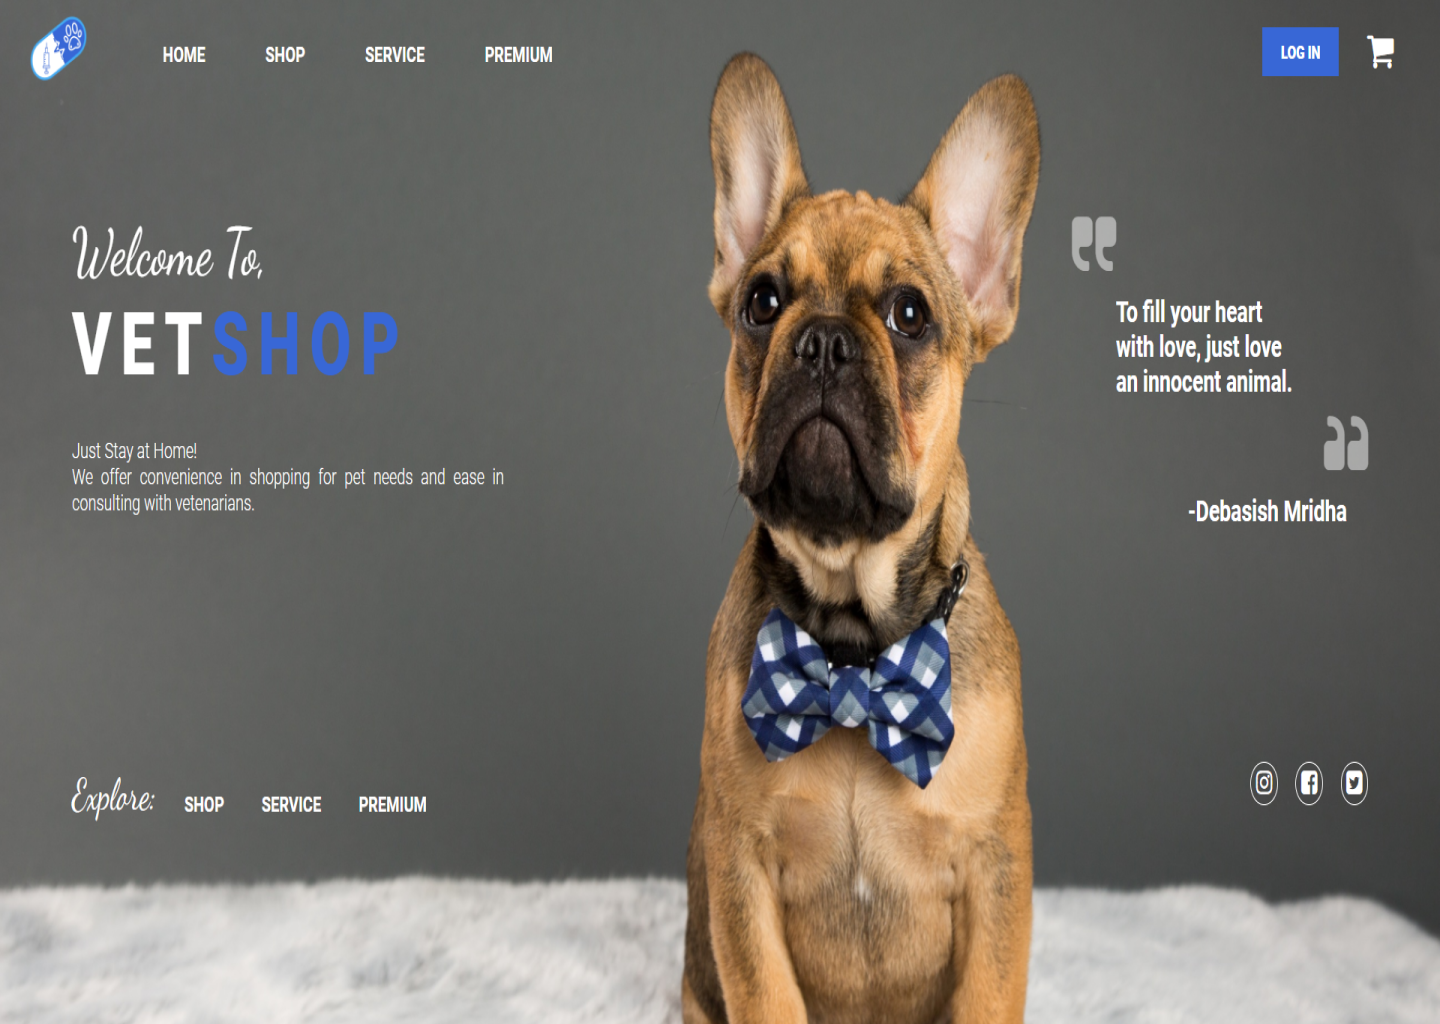 HOME SHOP SERVICE PREMIUM LOG IN
Welcome To,
VETSHOP
Just Stay at Home!
We offer convenience in shopping for pet needs and ease in
consulting with vetenarians.
To fill your heart
with love, just love
an innocent animal.
-Debasish Mridha
Explore: SHOP SERVICE PREMIUM